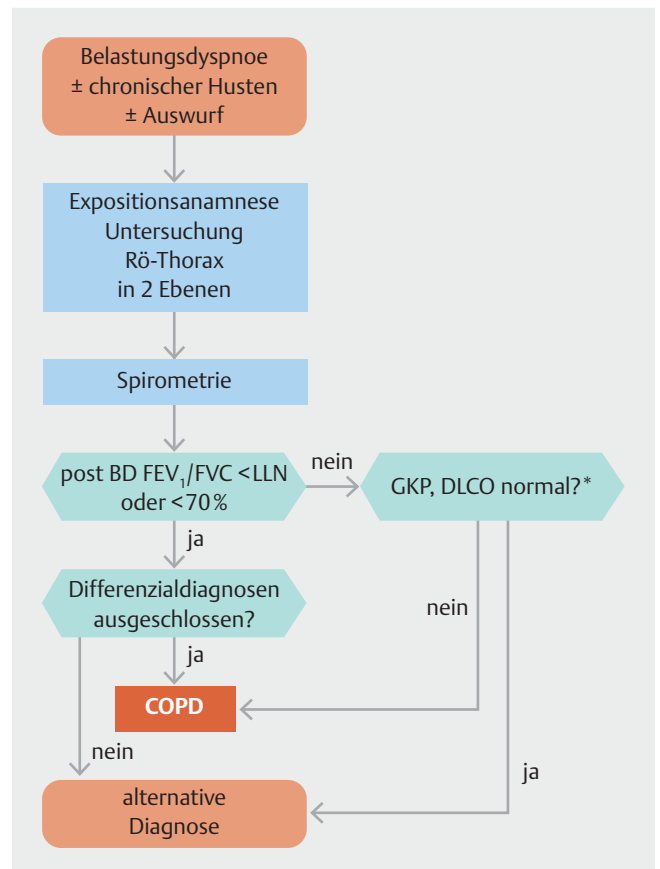 Belastungsdyspnoe
± chronischer Husten
± Auswurf
Expositionsanamnese
Untersuchung
Rö-Thorax
in 2 Ebenen
Spirometrie
post BD FEV₁/FVC <LLN
oder <70%
nein
GKP, DLCO normal?*
ja
Differenzialdiagnosen
ausgeschlossen?
nein
ja
COPD
nein
ja
alternative
Diagnose